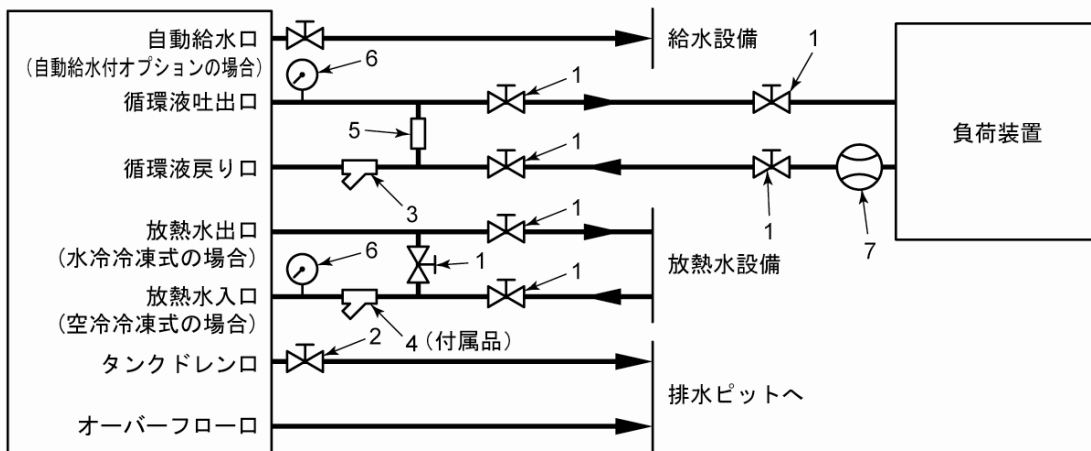 自動給水口
(自動給水付オプションの場合)
給水設備
6
1
1
循環液吐出口
5
負荷装置
1
循環液戻り口
3
1
7
放熱水出口
1
(水冷冷凍式の場合)
6
1
1
放熱水設備
放熱水入口
(空冷冷凍式の場合)
4(付属品)
2
タンクドレン口
排水ピットへ
オーバーフロー口